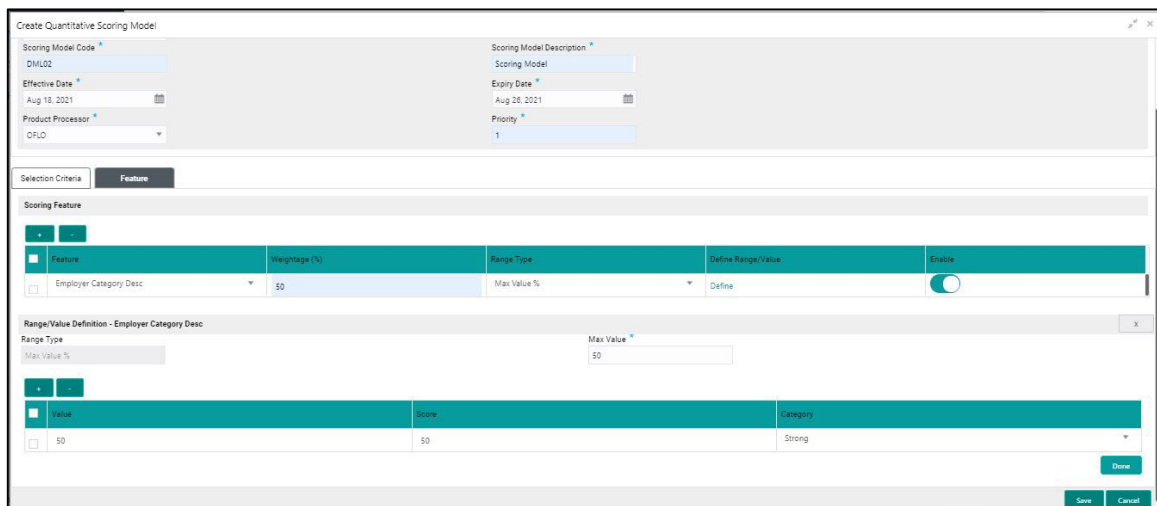 Create Quantitative Scoring Model
Scoring Model Code * Scoring Model Description *
DML02 Scoring Model
Effective Date * Expiry Date *
Aug 18, 2021 Aug 26, 2021
Product Processor * Priority *
OFLO 1
Selection Criteria Feature
Scoring Feature
+ -
Feature Weightage (%) Range Type Define Range/Value Enable
Employer Category Desc 50 Max Value % Define
Range/Value Definition - Employer Category Desc X
Range Type Max Value *
Max Value % 50
+ -
Value Score Category
50 50 Strong
Done
Save Cancel